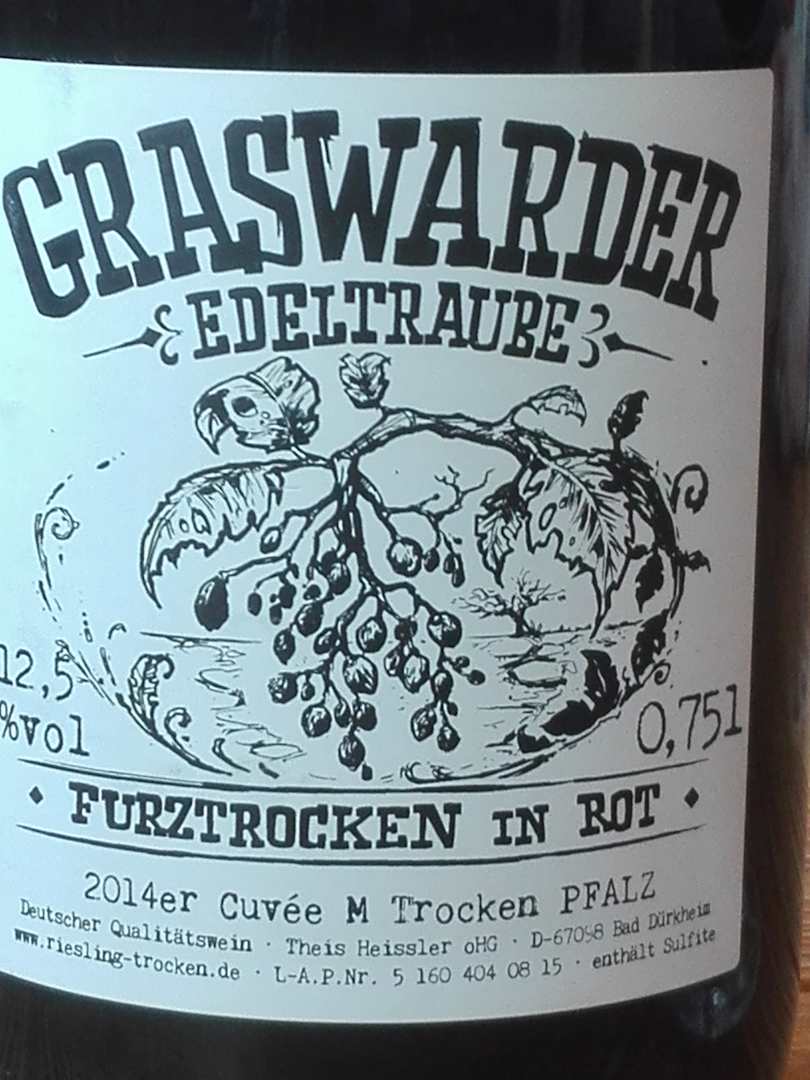 GRASWARDER
EDELTRAUBE
12,5
%vol
0,75l
· FURZTROCKEN IN ROT ·
2014er Cuvée M Trocken PFALZ
Deutscher Qualitätswein · Theis Heissler oHG · D-67098 Bad Dürkheim
www.riesling-trocken.de · L-A.P.Nr. 5 160 404 08 15 · enthält Sulfite